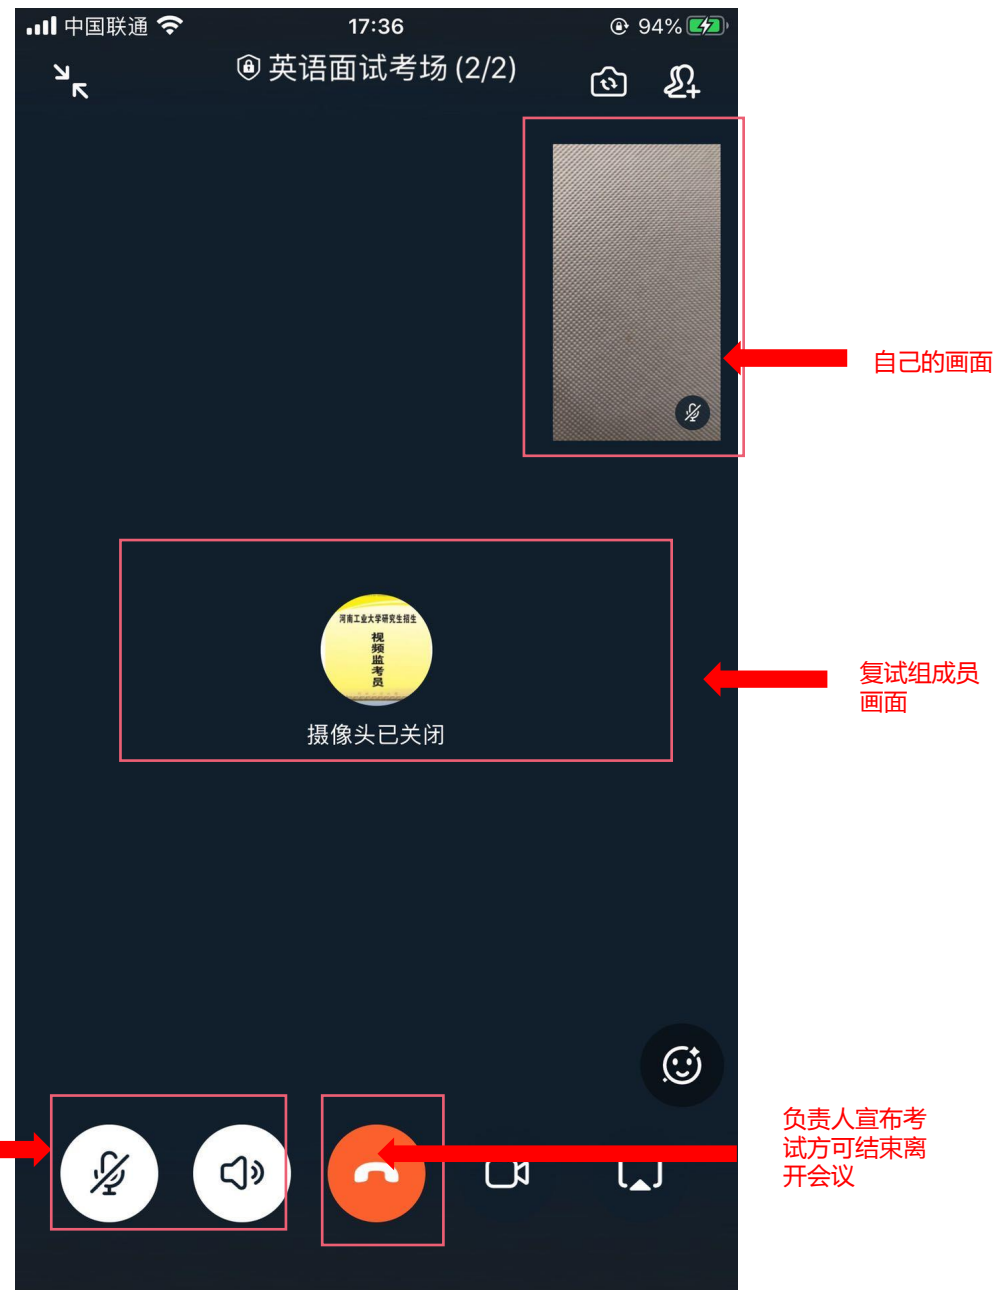 中国联通
17:36
94%
英语面试考场 (2/2)
自己的画面
河南工业大学研究生招生
视频监考员
摄像头已关闭
复试组成员
画面
负责人宣布考
试方可结束离
开会议